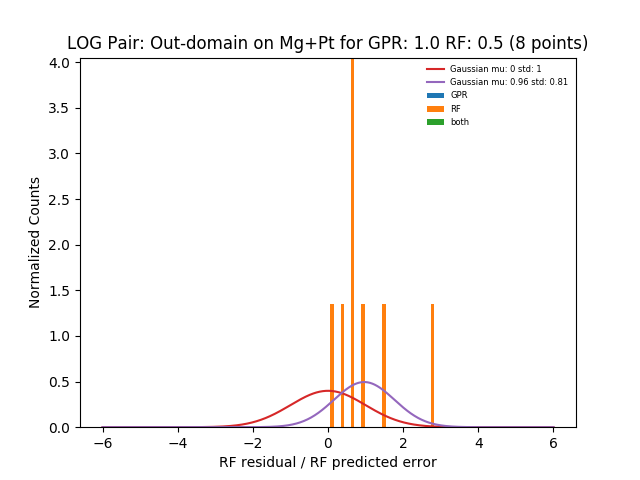 LOG Pair: Out-domain on Mg+Pt for GPR: 1.0 RF: 0.5 (8 points)
Gaussian mu: 0 std: 1
Gaussian mu: 0.96 std: 0.81
GPR
RF
both
Normalized Counts
4.0
3.5
3.0
2.5
2.0
1.5
1.0
0.5
0.0
−6 −4 −2 0 2 4 6
RF residual / RF predicted error